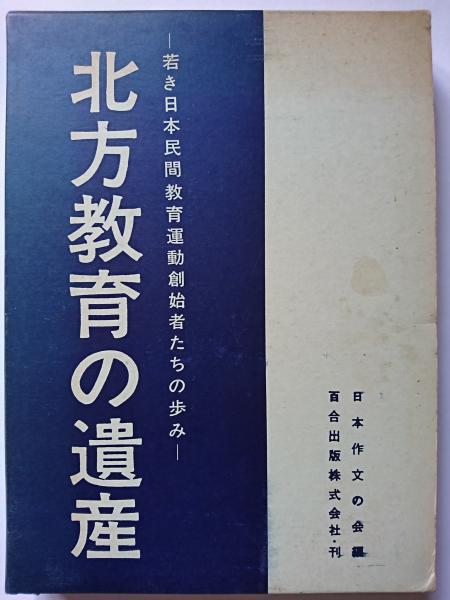 日本作文の会編
百合出版株式会社・刊
―若き日本民間教育運動創始者たちの歩み―
北方教育の遺産